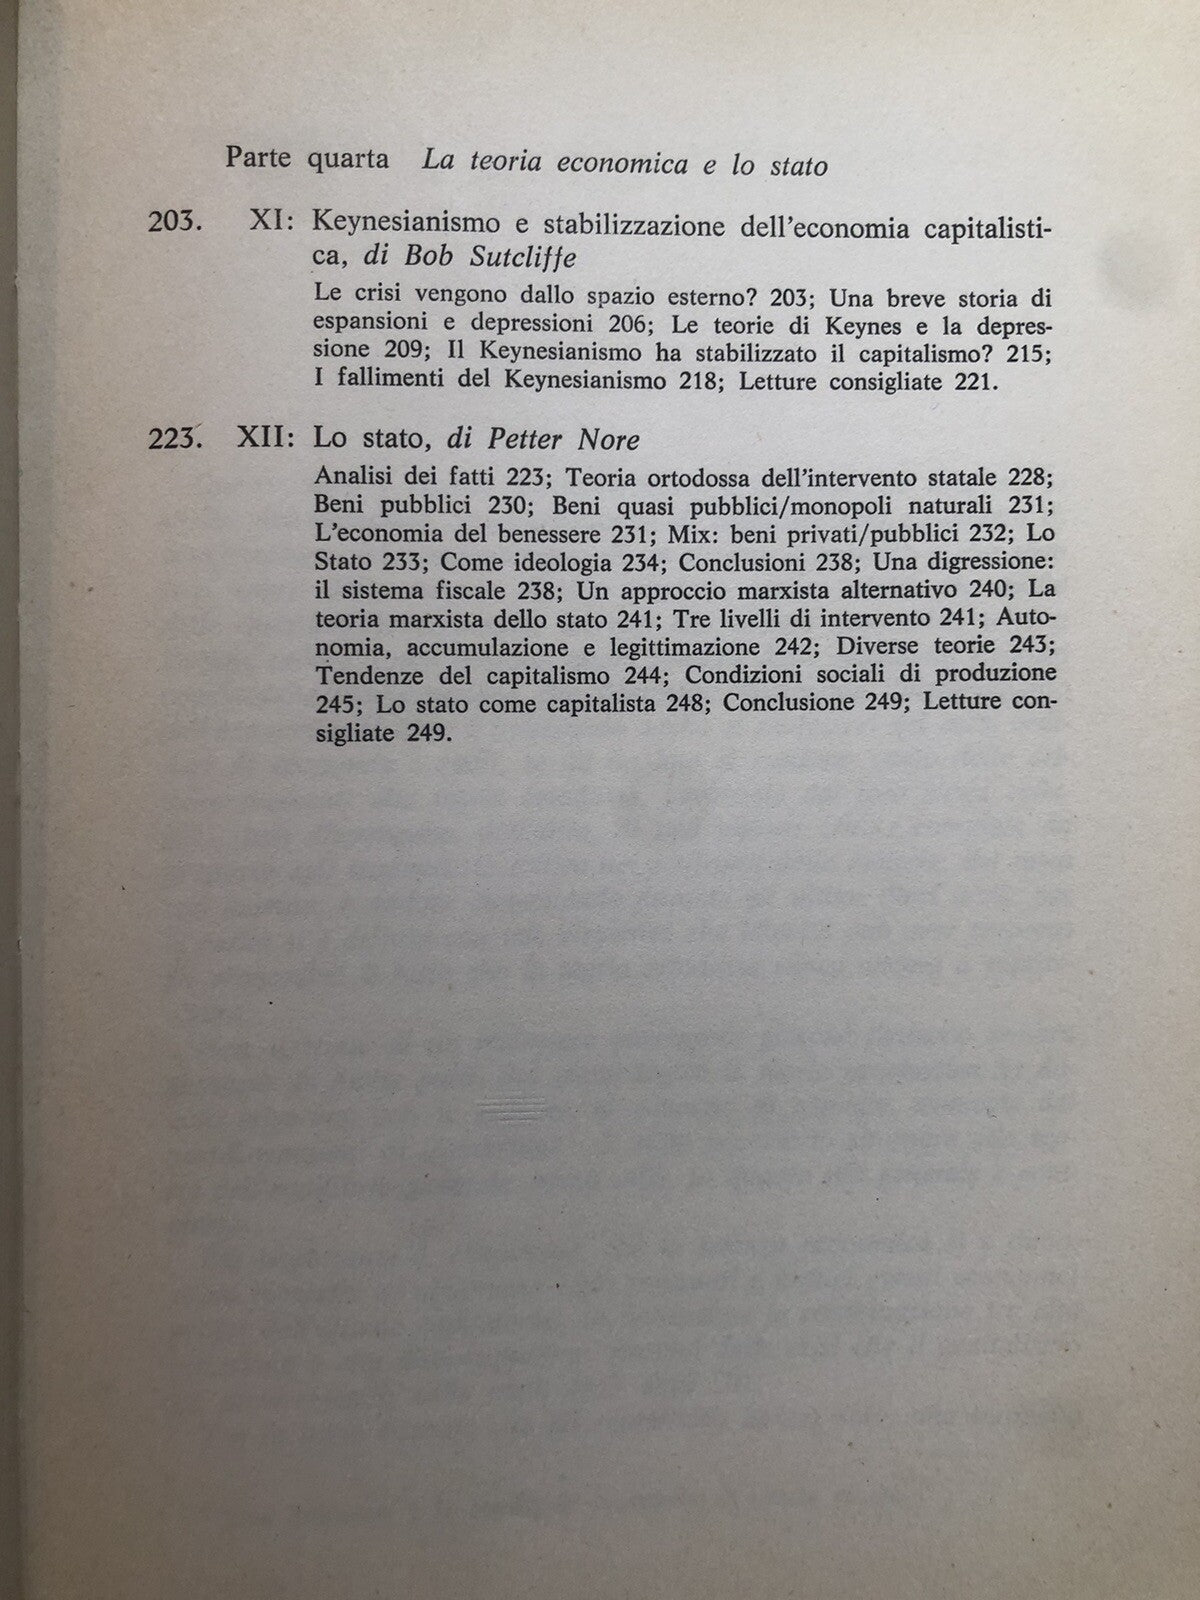 Parte quarta La teoria economica e lo stato
203. XI: Keynesianismo e stabilizzazione dell'economia capitalisti-
ca, di Bob Sutcliffe
Le crisi vengono dallo spazio esterno? 203; Una breve storia di
espansioni e depressioni 206; Le teorie di Keynes e la depres-
sione 209; Il Keynesianismo ha stabilizzato il capitalismo? 215;
I fallimenti del Keynesianismo 218; Letture consigliate 221.
223. XII: Lo stato, di Petter Nore
Analisi dei fatti 223; Teoria ortodossa dell'intervento statale 228;
Beni pubblici 230; Beni quasi pubblici/monopoli naturali 231;
L'economia del benessere 231; Mix: beni privati/pubblici 232; Lo
Stato 233; Come ideologia 234; Conclusioni 238; Una digressione:
il sistema fiscale 238; Un approccio marxista alternativo 240; La
teoria marxista dello stato 241; Tre livelli di intervento 241; Auto-
nomia, accumulazione e legittimazione 242; Diverse teorie 243;
Tendenze del capitalismo 244; Condizioni sociali di produzione
245; Lo stato come capitalista 248; Conclusione 249; Letture con-
sigliate 249.